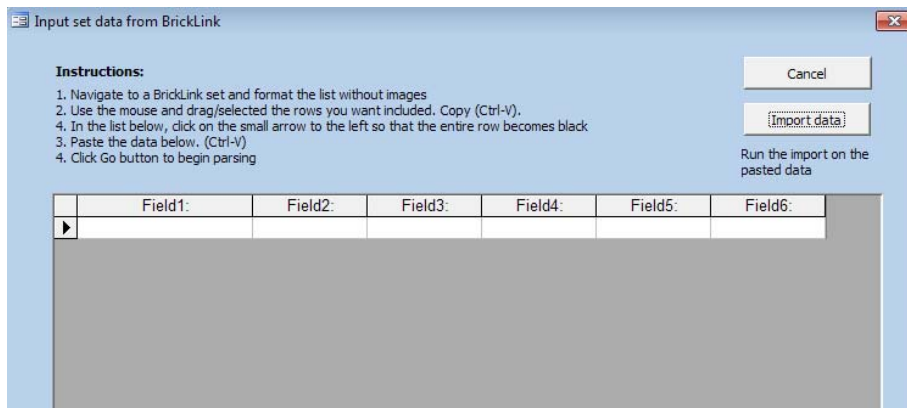 Input set data from BrickLink
Instructions:
1. Navigate to a BrickLink set and format the list without images
2. Use the mouse and drag/selected the rows you want included. Copy (Ctrl-V).
4. In the list below, click on the small arrow to the left so that the entire row becomes black
3. Paste the data below. (Ctrl-V)
4. Click Go button to begin parsing
Cancel
Import data
Run the import on the
pasted data
Field1: Field2: Field3: Field4: Field5: Field6: